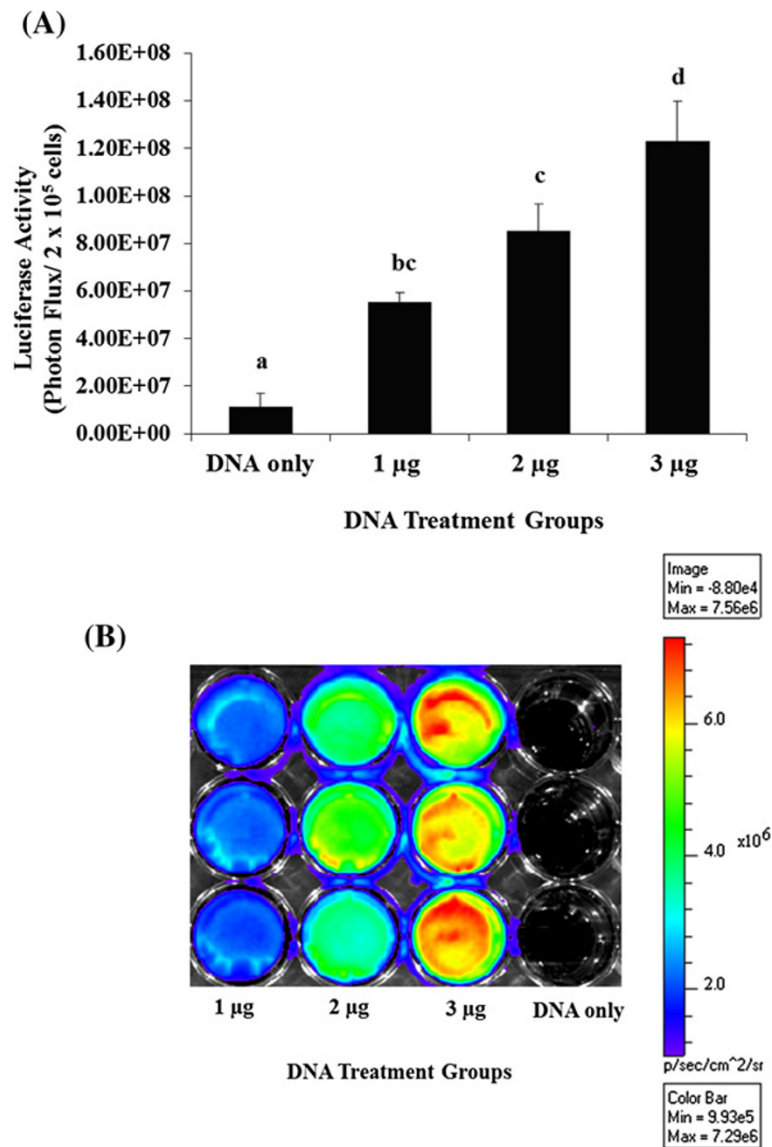 (A)
1.60E+08
1.40E+08
1.20E+08
1.00E+08
8.00E+07
6.00E+07
4.00E+07
2.00E+07
0.00E+00
Luciferase Activity
(Photon Flux/ 2 x 10⁵ cells)
a
bc
c
d
DNA only
1 µg
2 µg
3 µg
DNA Treatment Groups
(B)
Image
Min = -8.80e4
Max = 7.56e6
6.0
4.0
x10⁶
2.0
p/sec/cm^2/sr
Color Bar
Min = 9.93e5
Max = 7.29e6
1 µg
2 µg
3 µg
DNA only
DNA Treatment Groups